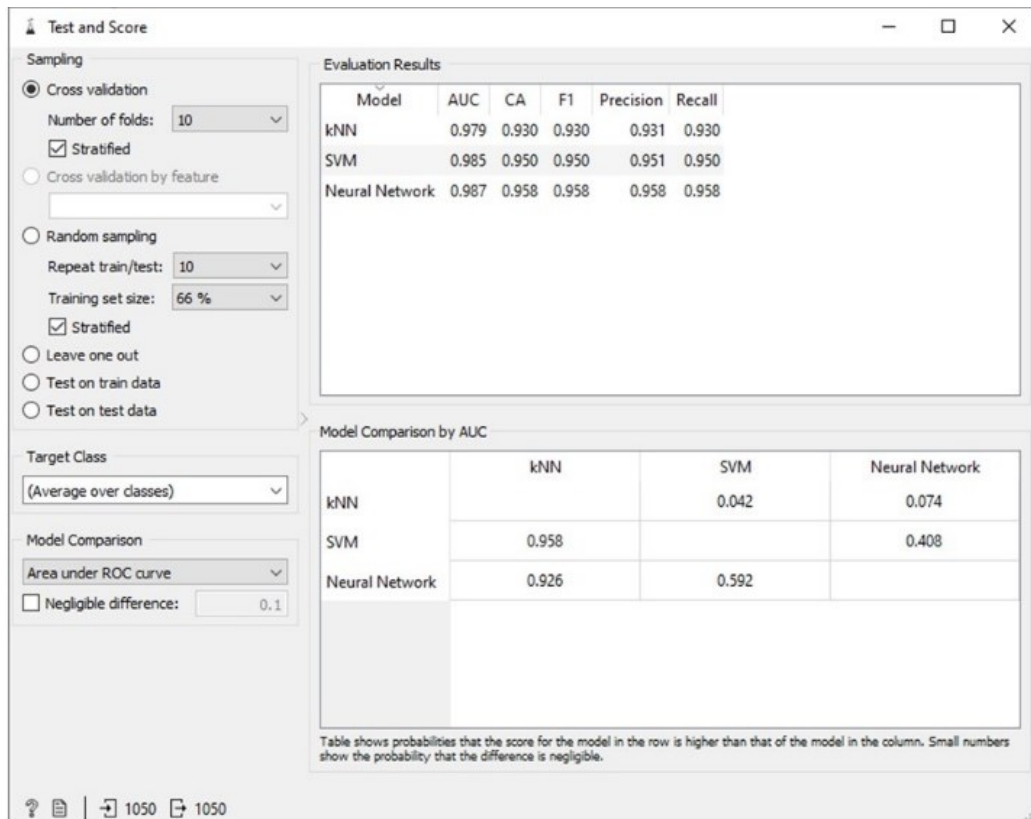 Test and Score
Sampling
Cross validation
Number of folds: 10
Stratified
Cross validation by feature
Random sampling
Repeat train/test: 10
Training set size: 66 %
Stratified
Leave one out
Test on train data
Test on test data
Target Class
(Average over classes)
Model Comparison
Area under ROC curve
Negligible difference: 0.1
Evaluation Results
Model AUC CA F1 Precision Recall
kNN 0.979 0.930 0.930 0.931 0.930
SVM 0.985 0.950 0.950 0.951 0.950
Neural Network 0.987 0.958 0.958 0.958 0.958
Model Comparison by AUC
kNN SVM Neural Network
kNN 0.042 0.074
SVM 0.958 0.408
Neural Network 0.926 0.592
Table shows probabilities that the score for the model in the row is higher than that of the model in the column. Small numbers
show the probability that the difference is negligible.
? 1050 1050